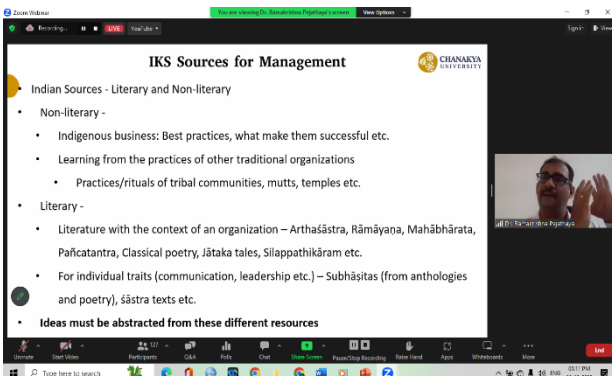 Zoom Webinar
You are viewing Dr. Ramakrishna Pejathaya's screen View Options
Recording... LIVE YouTube Sign in View
IKS Sources for Management
CHANAKYA
UNIVERSITY
• Indian Sources - Literary and Non-literary
• Non-literary -
• Indigenous business: Best practices, what make them successful etc.
• Learning from the practices of other traditional organizations
• Practices/rituals of tribal communities, mutts, temples etc.
• Literary -
• Literature with the context of an organization – Arthaśāstra, Rāmāyaṇa, Mahābhārata,
Pañcatantra, Classical poetry, Jātaka tales, Silappathikāram etc.
• For individual traits (communication, leadership etc.) – Subhāṣitas (from anthologies
and poetry), śāstra texts etc.
• Ideas must be abstracted from these different resources
Dr. Ramakrishna Pejathaya
127
Unmute Start Video Participants Q&A Polls Chat Share Screen Pause/Stop Recording Raise Hand Apps Whiteboards More End
Type here to search
ENG 05:11 PM